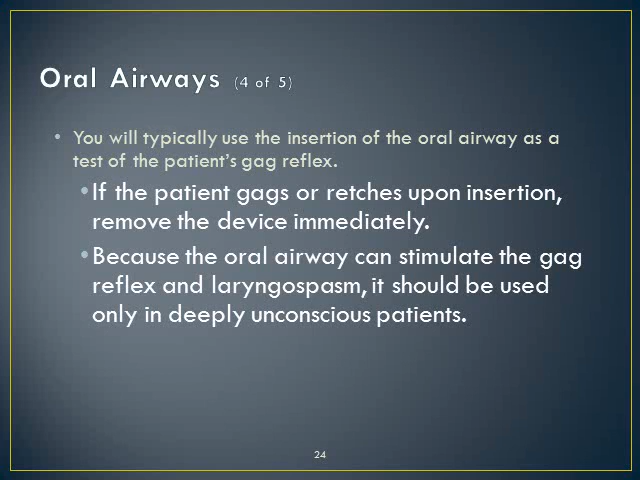 Oral Airways (4 of 5)
• You will typically use the insertion of the oral airway as a
test of the patient's gag reflex.
•If the patient gags or retches upon insertion,
remove the device immediately.
•Because the oral airway can stimulate the gag
reflex and laryngospasm, it should be used
only in deeply unconscious patients.
24